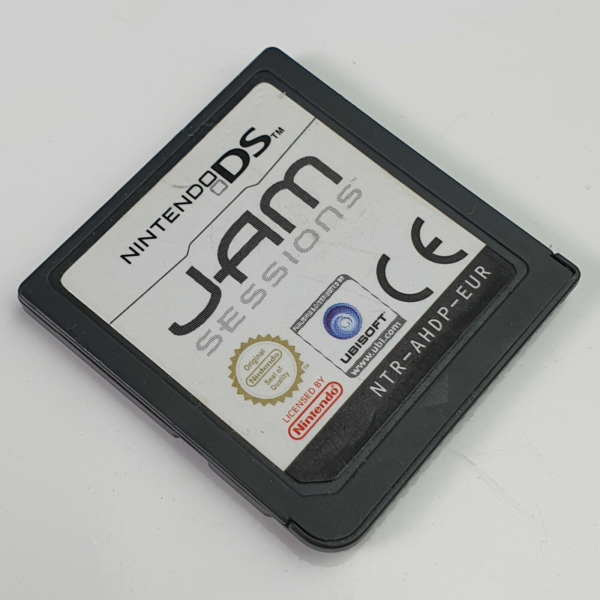 NINTENDO DS™
JAM
SESSIONS™
CE
UBISOFT
www.ubi.com
Original
Nintendo
Seal of
Quality
LICENSED BY
Nintendo
NTR-AHDP-EUR